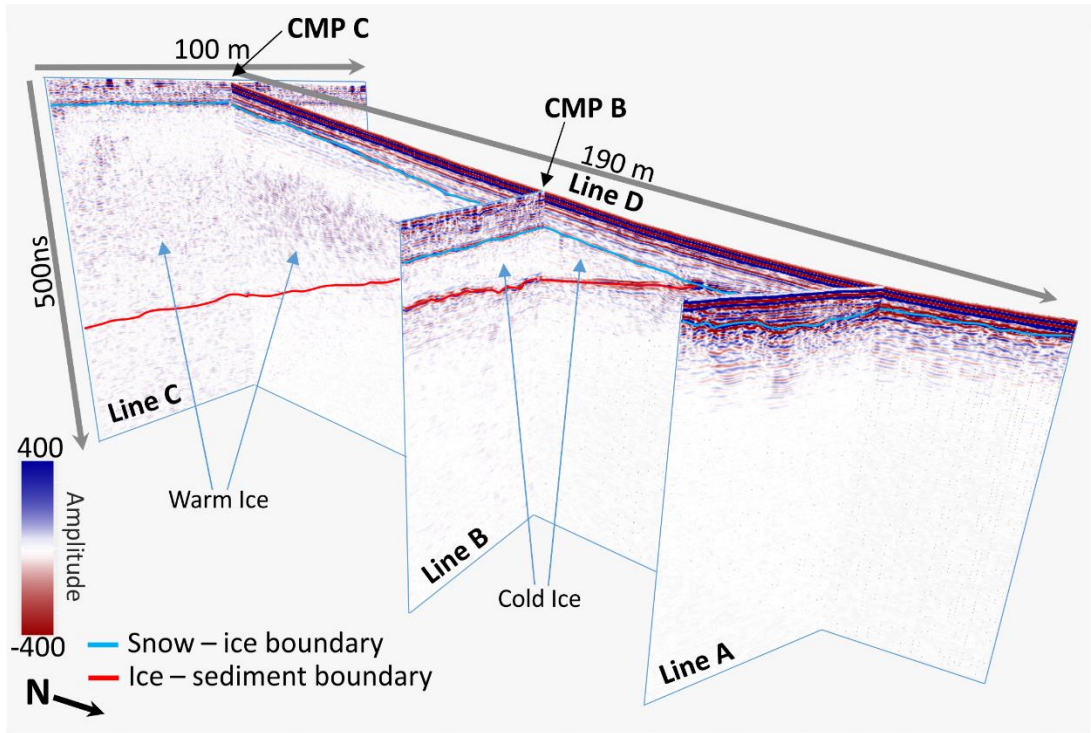 CMP C
100 m
CMP B
190 m
Line D
500ns
Line C
Warm Ice
400
Amplitude
-400
Line B
Cold Ice
Line A
Snow – ice boundary
Ice – sediment boundary
N